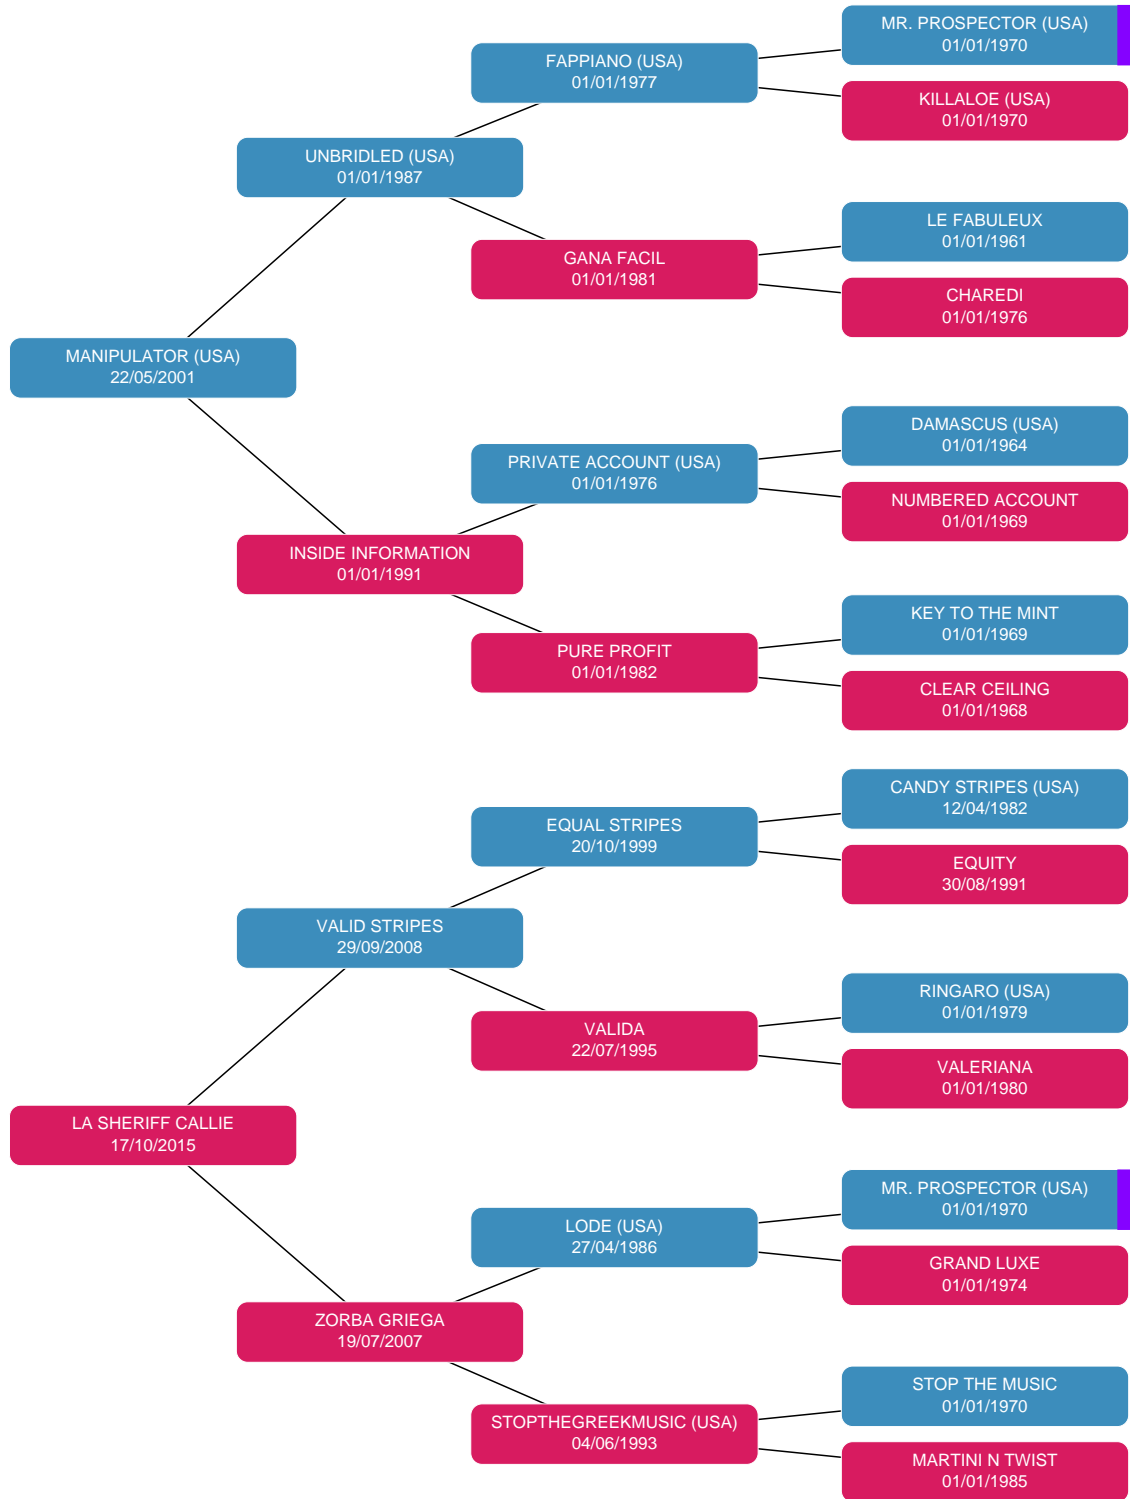 MR. PROSPECTOR (USA)
01/01/1970
FAPPIANO (USA)
01/01/1977
KILLALOE (USA)
01/01/1970
UNBRIDLED (USA)
01/01/1987
LE FABULEUX
01/01/1961
GANA FACIL
01/01/1981
CHAREDI
01/01/1976
MANIPULATOR (USA)
22/05/2001
DAMASCUS (USA)
01/01/1964
PRIVATE ACCOUNT (USA)
01/01/1976
NUMBERED ACCOUNT
01/01/1969
INSIDE INFORMATION
01/01/1991
KEY TO THE MINT
01/01/1969
PURE PROFIT
01/01/1982
CLEAR CEILING
01/01/1968
CANDY STRIPES (USA)
12/04/1982
EQUAL STRIPES
20/10/1999
EQUITY
30/08/1991
VALID STRIPES
29/09/2008
RINGARO (USA)
01/01/1979
VALIDA
22/07/1995
VALERIANA
01/01/1980
LA SHERIFF CALLIE
17/10/2015
MR. PROSPECTOR (USA)
01/01/1970
LODE (USA)
27/04/1986
GRAND LUXE
01/01/1974
ZORBA GRIEGA
19/07/2007
STOP THE MUSIC
01/01/1970
STOPTHEGREEKMUSIC (USA)
04/06/1993
MARTINI N TWIST
01/01/1985